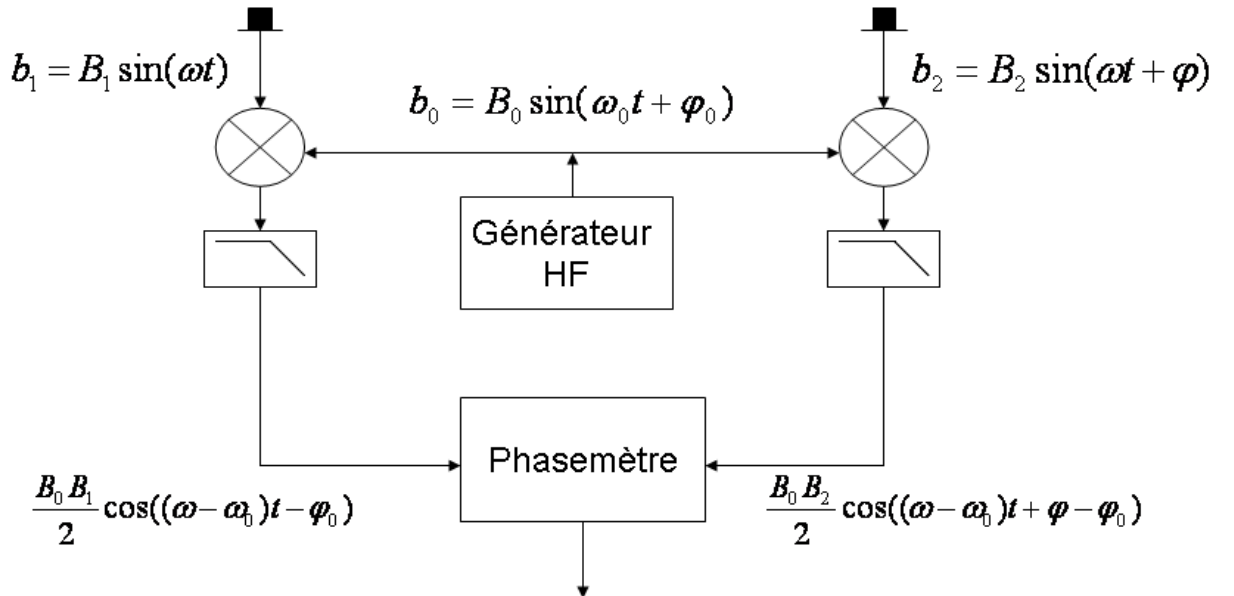 b₁ = B₁ sin(ωt)
b₀ = B₀ sin(ω₀t + φ₀)
b₂ = B₂ sin(ωt + φ)
Générateur
HF
Phasemètre
B₀B₁/2 cos((ω − ω₀)t − φ₀)
B₀B₂/2 cos((ω − ω₀)t + φ − φ₀)